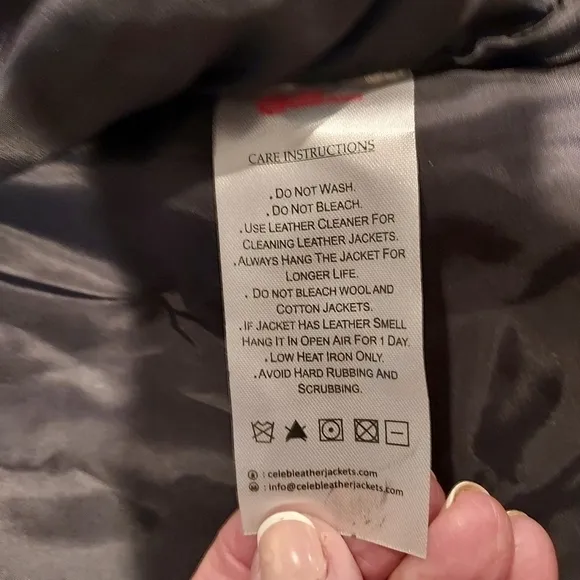 CARE INSTRUCTIONS
. DO NOT WASH.
. DO NOT BLEACH.
. USE LEATHER CLEANER FOR
CLEANING LEATHER JACKETS.
. ALWAYS HANG THE JACKET FOR
LONGER LIFE.
. DO NOT BLEACH WOOL AND
COTTON JACKETS.
. IF JACKET HAS LEATHER SMELL
HANG IT IN OPEN AIR FOR 1 DAY.
. LOW HEAT IRON ONLY.
. AVOID HARD RUBBING AND
SCRUBBING.
: celebleatherjackets.com
: info@celebleatherjackets.com